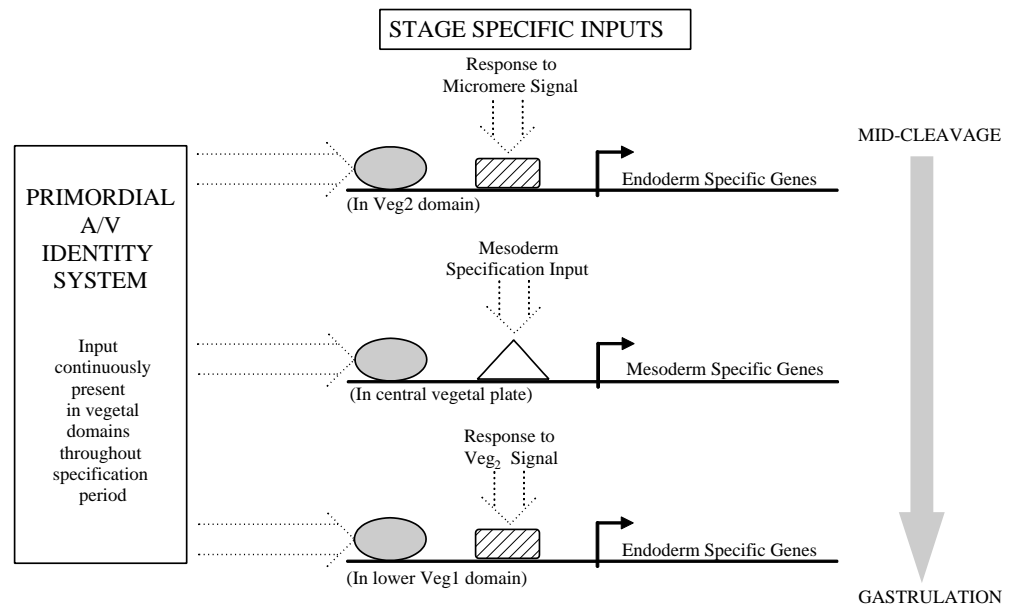 STAGE SPECIFIC INPUTS
Response to
Micromere Signal
MID-CLEAVAGE
Endoderm Specific Genes
(In Veg2 domain)
PRIMORDIAL
A/V
IDENTITY
SYSTEM
Input
continuously
present
in vegetal
domains
throughout
specification
period
Mesoderm
Specification Input
Mesoderm Specific Genes
(In central vegetal plate)
Response to
Veg₂ Signal
Endoderm Specific Genes
(In lower Veg1 domain)
GASTRULATION